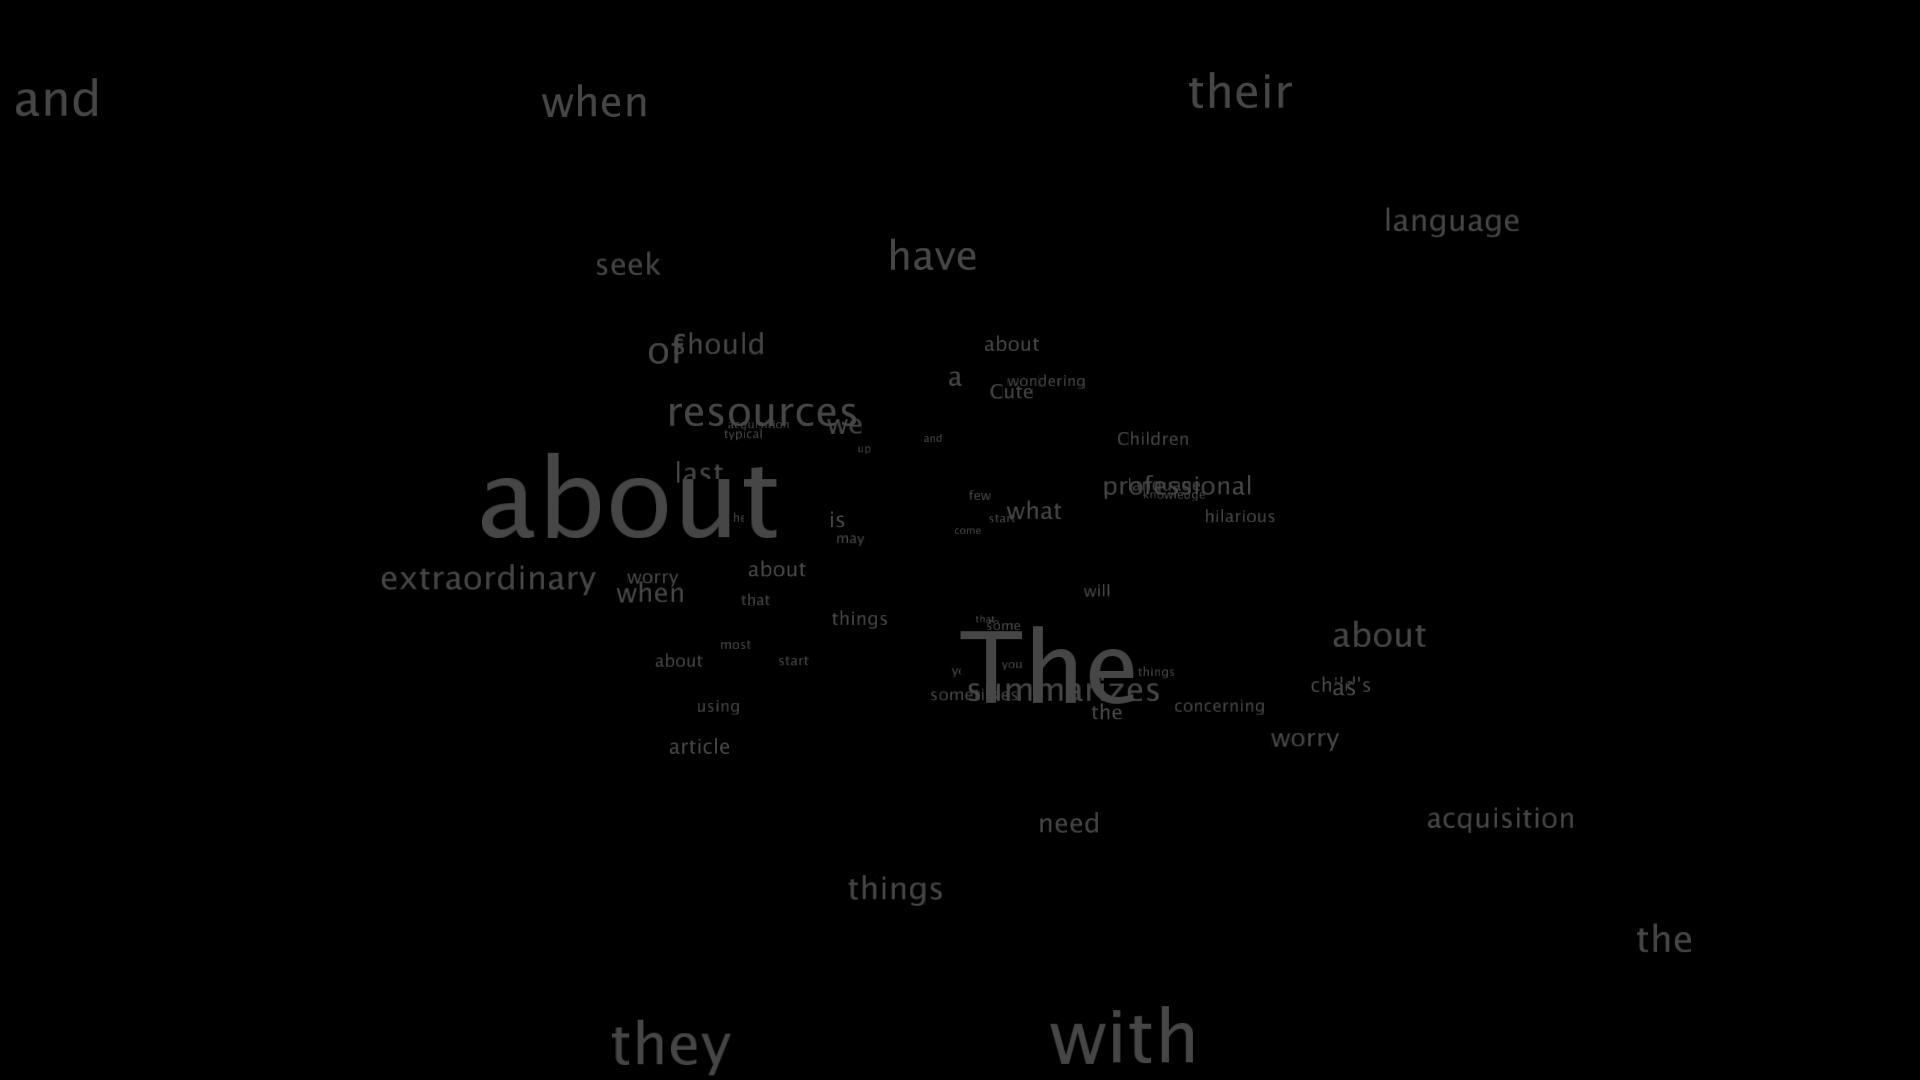 and
when
their
language
have
seek
should
of
about
a
wondering
Cute
resources
acquisition
we
typical
and
Children
up
last
professional
language
knowledge
few
what
about
hilarious
start
is
come
may
about
extraordinary
worry
will
when
that
things
that
some
about
most
about
start
The
you
things
child's
as
summarizes
sometimes
using
concerning
the
worry
article
acquisition
need
things
the
with
they